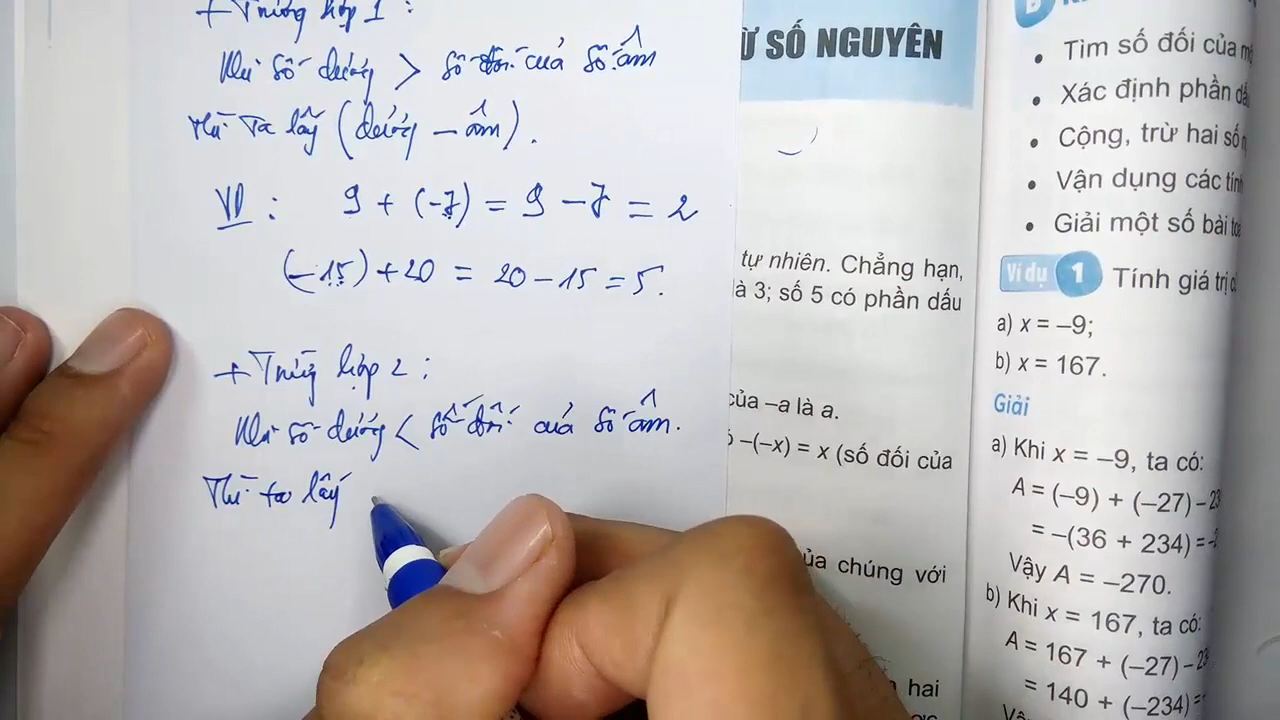 + Trường hợp 1 :
Khi số dương > số đối của số âm
Thì ta lấy (dương – âm).
VD : 9 + (-7) = 9 – 7 = 2
(-15) + 20 = 20 – 15 = 5.
+ Trường hợp 2 :
Khi số dương < số đối của số âm.
Thì ta lấy
SỐ NGUYÊN
tự nhiên. Chẳng hạn,
là 3; số 5 có phần dấu
của –a là a.
–(–x) = x (số đối của
của chúng với
hai
B
• Tìm số đối của
• Xác định phần
• Cộng, trừ hai số
• Vận dụng các
• Giải một số bài
Ví dụ 1 Tính giá trị
a) x = –9;
b) x = 167.
Giải
a) Khi x = –9, ta có:
A = (–9) + (–27) –
= –(36 + 234) =
Vậy A = –270.
b) Khi x = 167, ta có:
A = 167 + (–27) –
= 140 + (–234) =